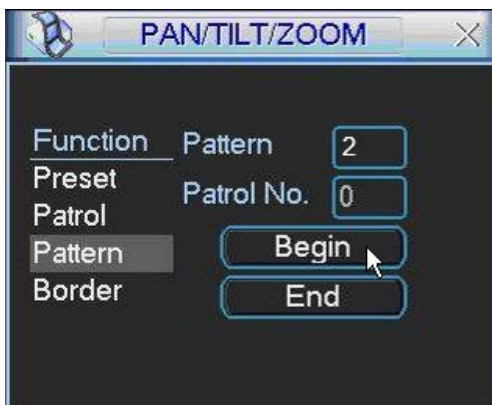 PAN/TILT/ZOOM
Function
Preset
Patrol
Pattern
Border
Pattern 2
Patrol No. 0
Begin
End